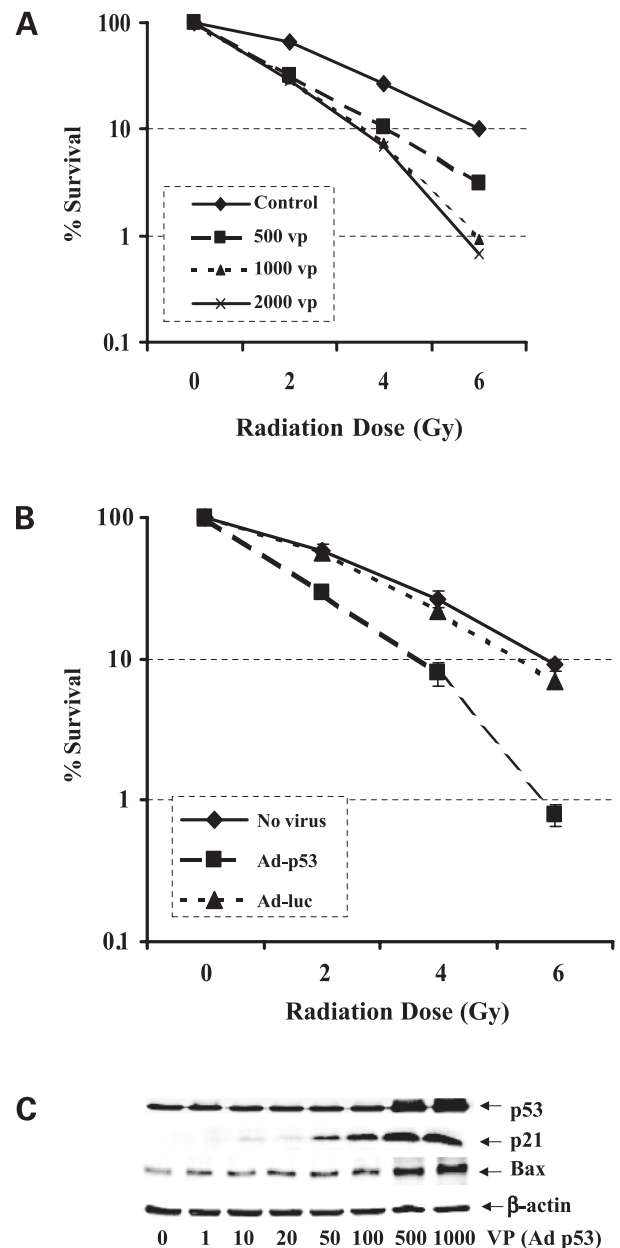 A
100
10
1
0.1
% Survival
Control
500 vp
1000 vp
2000 vp
0 2 4 6
Radiation Dose (Gy)
B
100
10
1
0.1
% Survival
No virus
Ad-p53
Ad-luc
0 2 4 6
Radiation Dose (Gy)
C
p53
p21
Bax
β-actin
0 1 10 20 50 100 500 1000 VP (Ad p53)